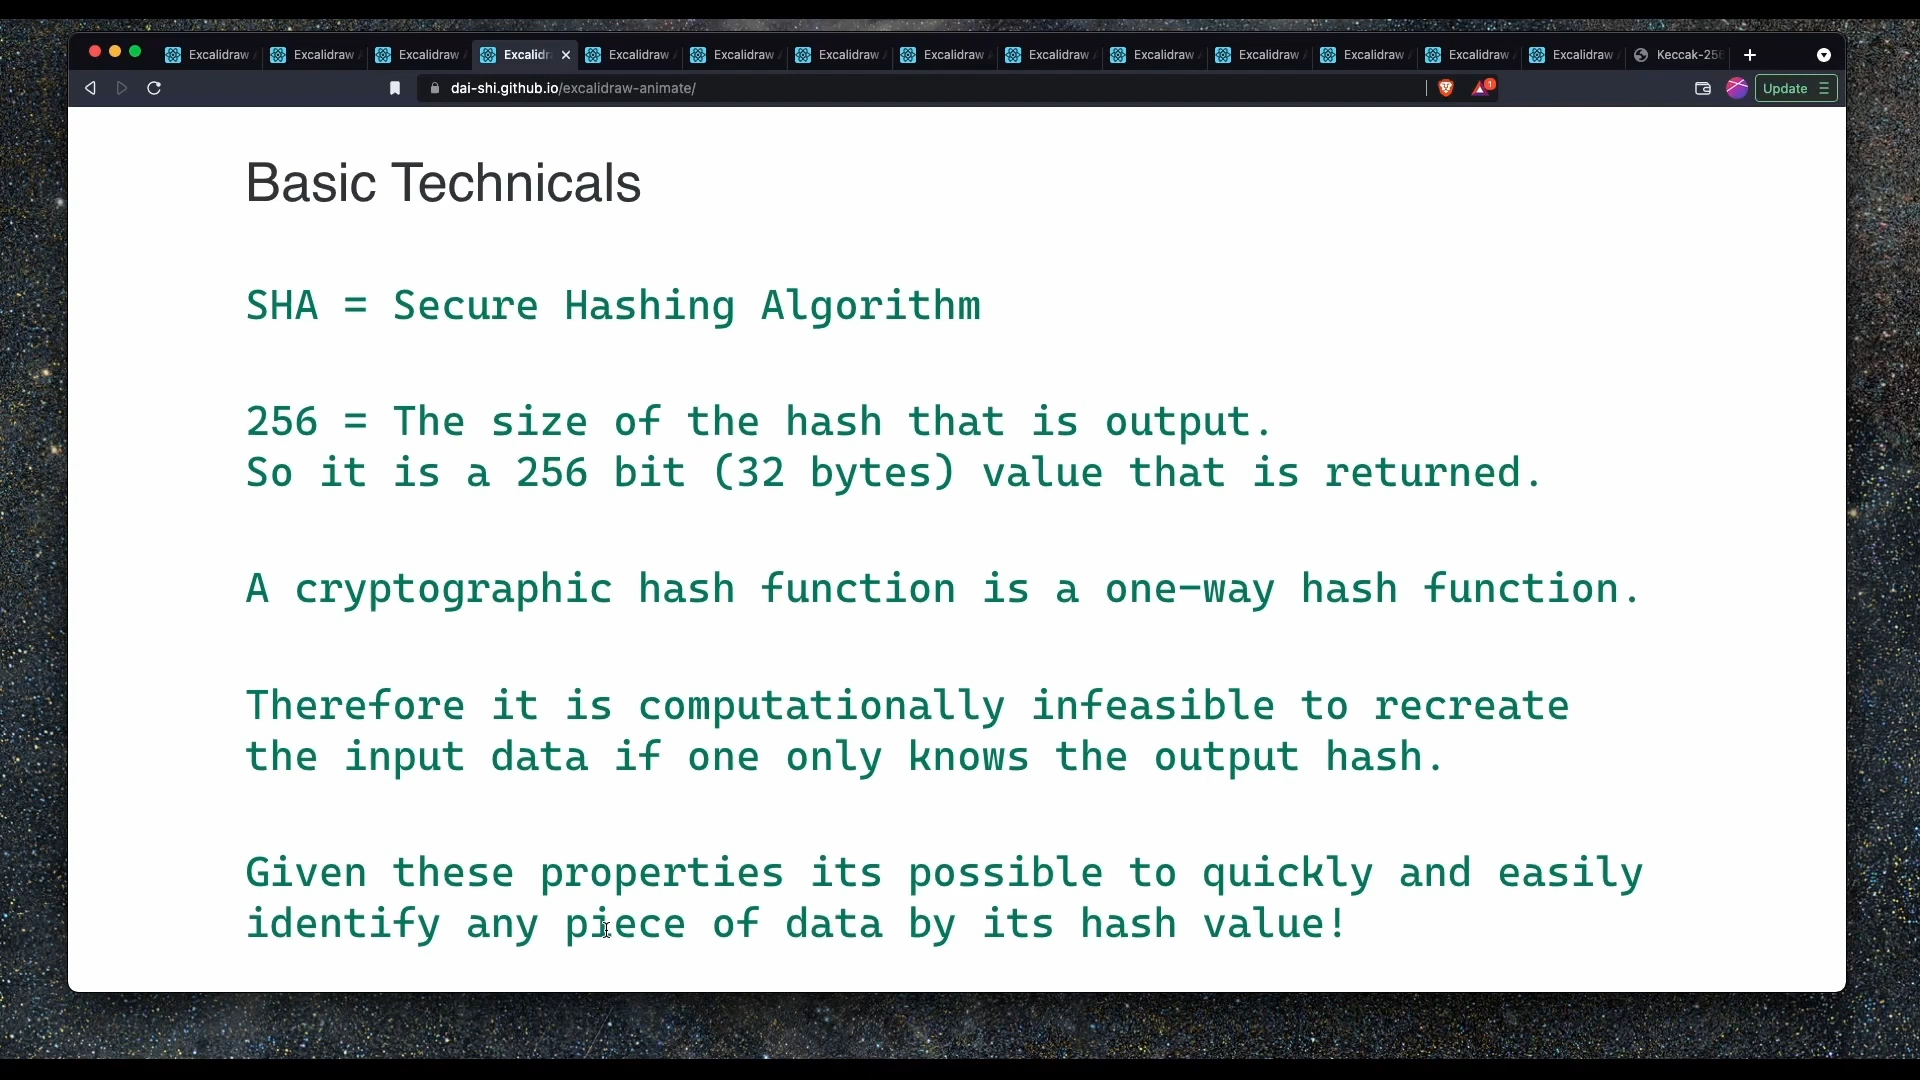 Excalidraw Excalidraw Excalidraw Excalidr Excalidraw Excalidraw Excalidraw Excalidraw Excalidraw Excalidraw Excalidraw Excalidraw Excalidraw Excalidraw Keccak-256
dai-shi.github.io/excalidraw-animate/ 1 Update
Basic Technicals
SHA = Secure Hashing Algorithm
256 = The size of the hash that is output.
So it is a 256 bit (32 bytes) value that is returned.
A cryptographic hash function is a one-way hash function.
Therefore it is computationally infeasible to recreate
the input data if one only knows the output hash.
Given these properties its possible to quickly and easily
identify any piece of data by its hash value!